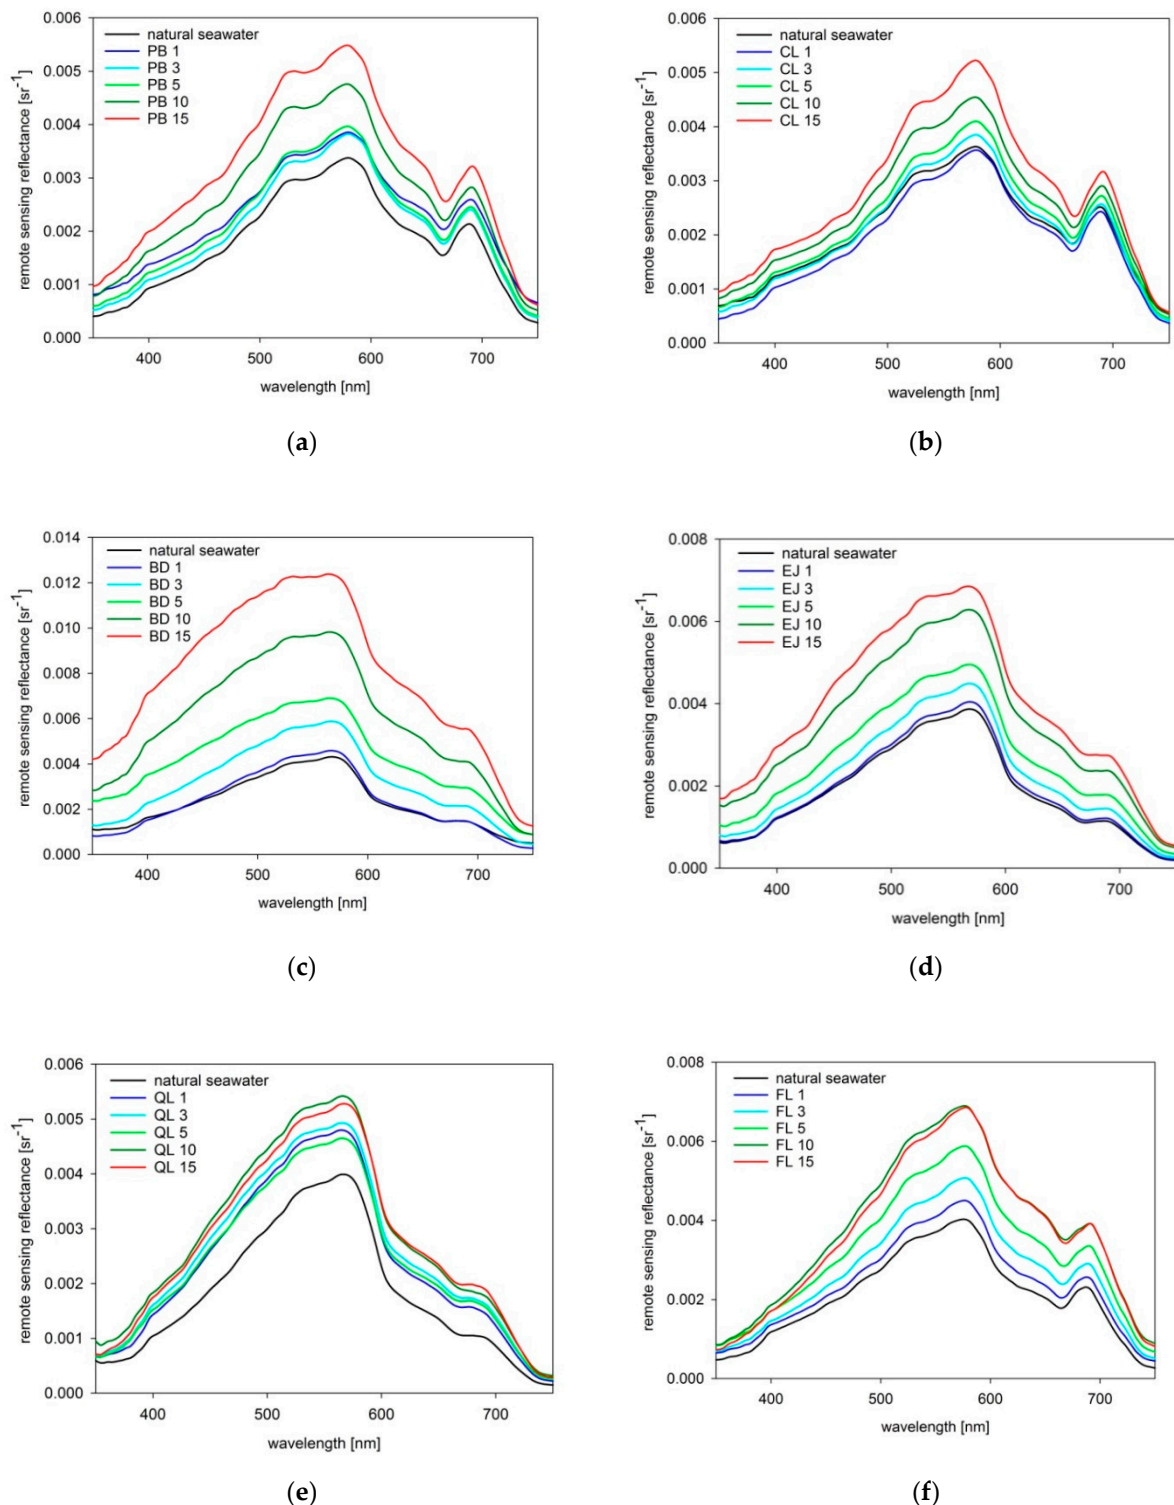 0.006
0.005
0.004
0.003
0.002
0.001
0.000
remote sensing reflectance [sr⁻¹]
natural seawater
PB 1
PB 3
PB 5
PB 10
PB 15
400 500 600 700
wavelength [nm]
(a)
0.006
0.005
0.004
0.003
0.002
0.001
0.000
remote sensing reflectance [sr⁻¹]
natural seawater
CL 1
CL 3
CL 5
CL 10
CL 15
400 500 600 700
wavelength [nm]
(b)
0.014
0.012
0.010
0.008
0.006
0.004
0.002
0.000
remote sensing reflectance [sr⁻¹]
natural seawater
BD 1
BD 3
BD 5
BD 10
BD 15
400 500 600 700
wavelength [nm]
(c)
0.008
0.006
0.004
0.002
0.000
remote sensing reflectance [sr⁻¹]
natural seawater
EJ 1
EJ 3
EJ 5
EJ 10
EJ 15
400 500 600 700
wavelength [nm]
(d)
0.006
0.005
0.004
0.003
0.002
0.001
0.000
remote sensing reflectance [sr⁻¹]
natural seawater
QL 1
QL 3
QL 5
QL 10
QL 15
400 500 600 700
wavelength [nm]
(e)
0.008
0.006
0.004
0.002
0.000
remote sensing reflectance [sr⁻¹]
natural seawater
FL 1
FL 3
FL 5
FL 10
FL 15
400 500 600 700
wavelength [nm]
(f)